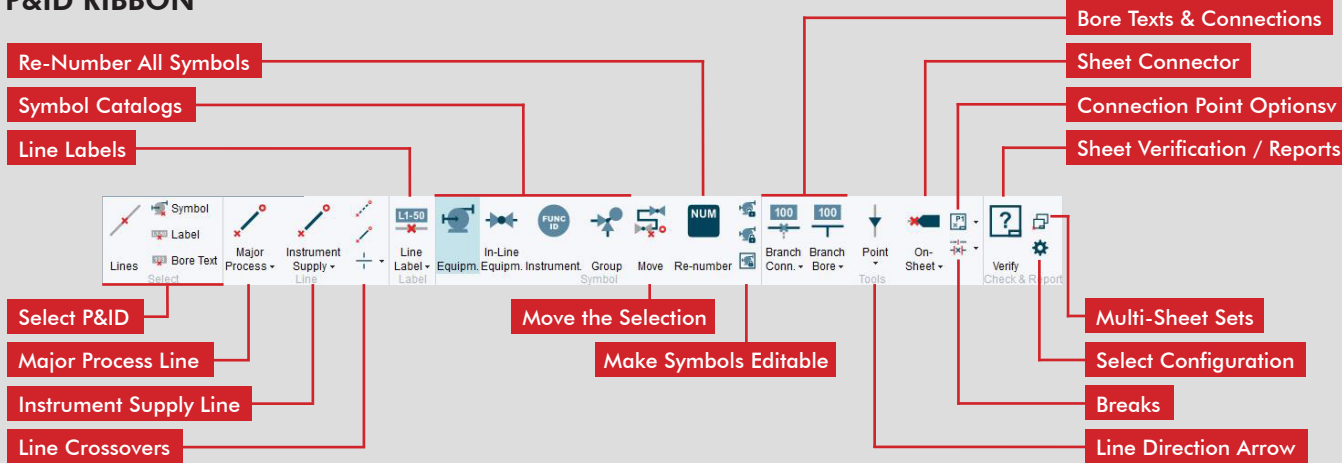 P&ID RIBBON
Bore Texts & Connections
Re-Number All Symbols
Sheet Connector
Symbol Catalogs
Connection Point Optionsv
Line Labels
Sheet Verification / Reports
L1-50
FUNC
ID
NUM
100
100
P1
?
Symbol
Label
Bore Text
Lines
Select
Major
Process
Instrument
Supply
Line
Line
Label
Label
Equipm.
In-Line
Equipm.
Instrument.
Group
Symbol
Move
Re-number
Branch
Conn.
Branch
Bore
Point
Tools
On-
Sheet
Verify
Check & Report
Select P&ID
Move the Selection
Multi-Sheet Sets
Major Process Line
Make Symbols Editable
Select Configuration
Instrument Supply Line
Breaks
Line Crossovers
Line Direction Arrow